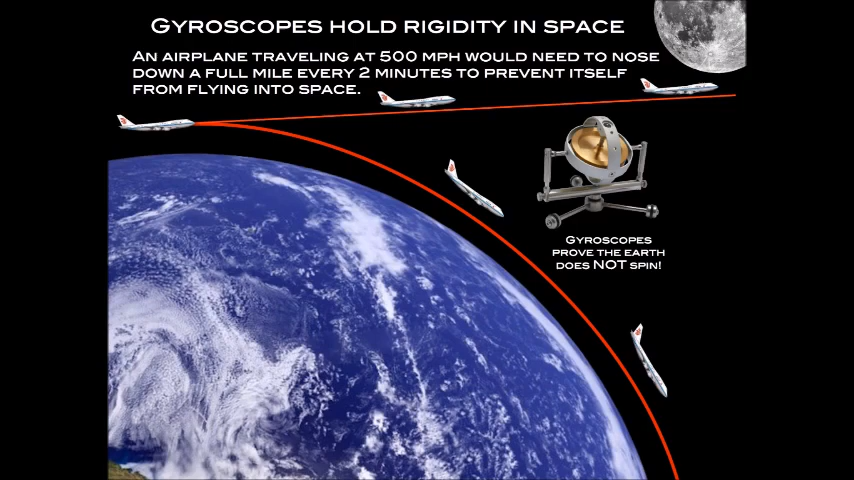 Gyroscopes hold rigidity in space
An airplane traveling at 500 mph would need to nose
down a full mile every 2 minutes to prevent itself
from flying into space.
Gyroscopes
prove the earth
does NOT spin!